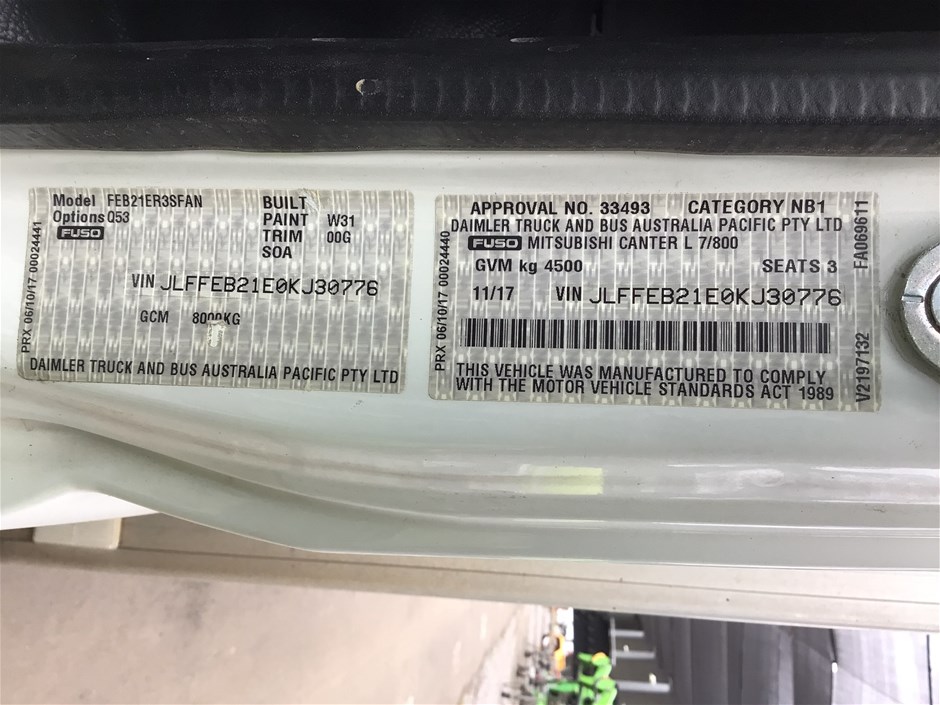 Model FEB21ER3SFAN
Options Q53
FUSO
BUILT
PAINT W31
TRIM 00G
SOA
VIN JLFFEB21E0KJ30776
GCM 8000KG
DAIMLER TRUCK AND BUS AUSTRALIA PACIFIC PTY LTD
PRX 06/10/17 00024441
APPROVAL NO. 33493 CATEGORY NB1
DAIMLER TRUCK AND BUS AUSTRALIA PACIFIC PTY LTD
FUSO MITSUBISHI CANTER L 7/800
GVM kg 4500 SEATS 3
11/17 VIN JLFFEB21E0KJ30776
THIS VEHICLE WAS MANUFACTURED TO COMPLY
WITH THE MOTOR VEHICLE STANDARDS ACT 1989
PRX 06/10/17 00024440
V2197132 FA069611